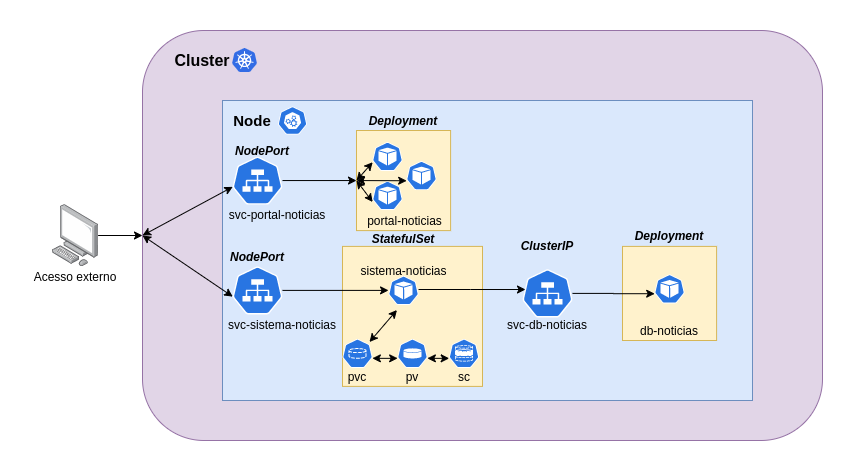 Cluster
Node
Deployment
NodePort
svc-portal-noticias
portal-noticias
StatefulSet
NodePort
sistema-noticias
svc-sistema-noticias
ClusterIP
Deployment
svc-db-noticias
db-noticias
Acesso externo
pvc
pv
sc